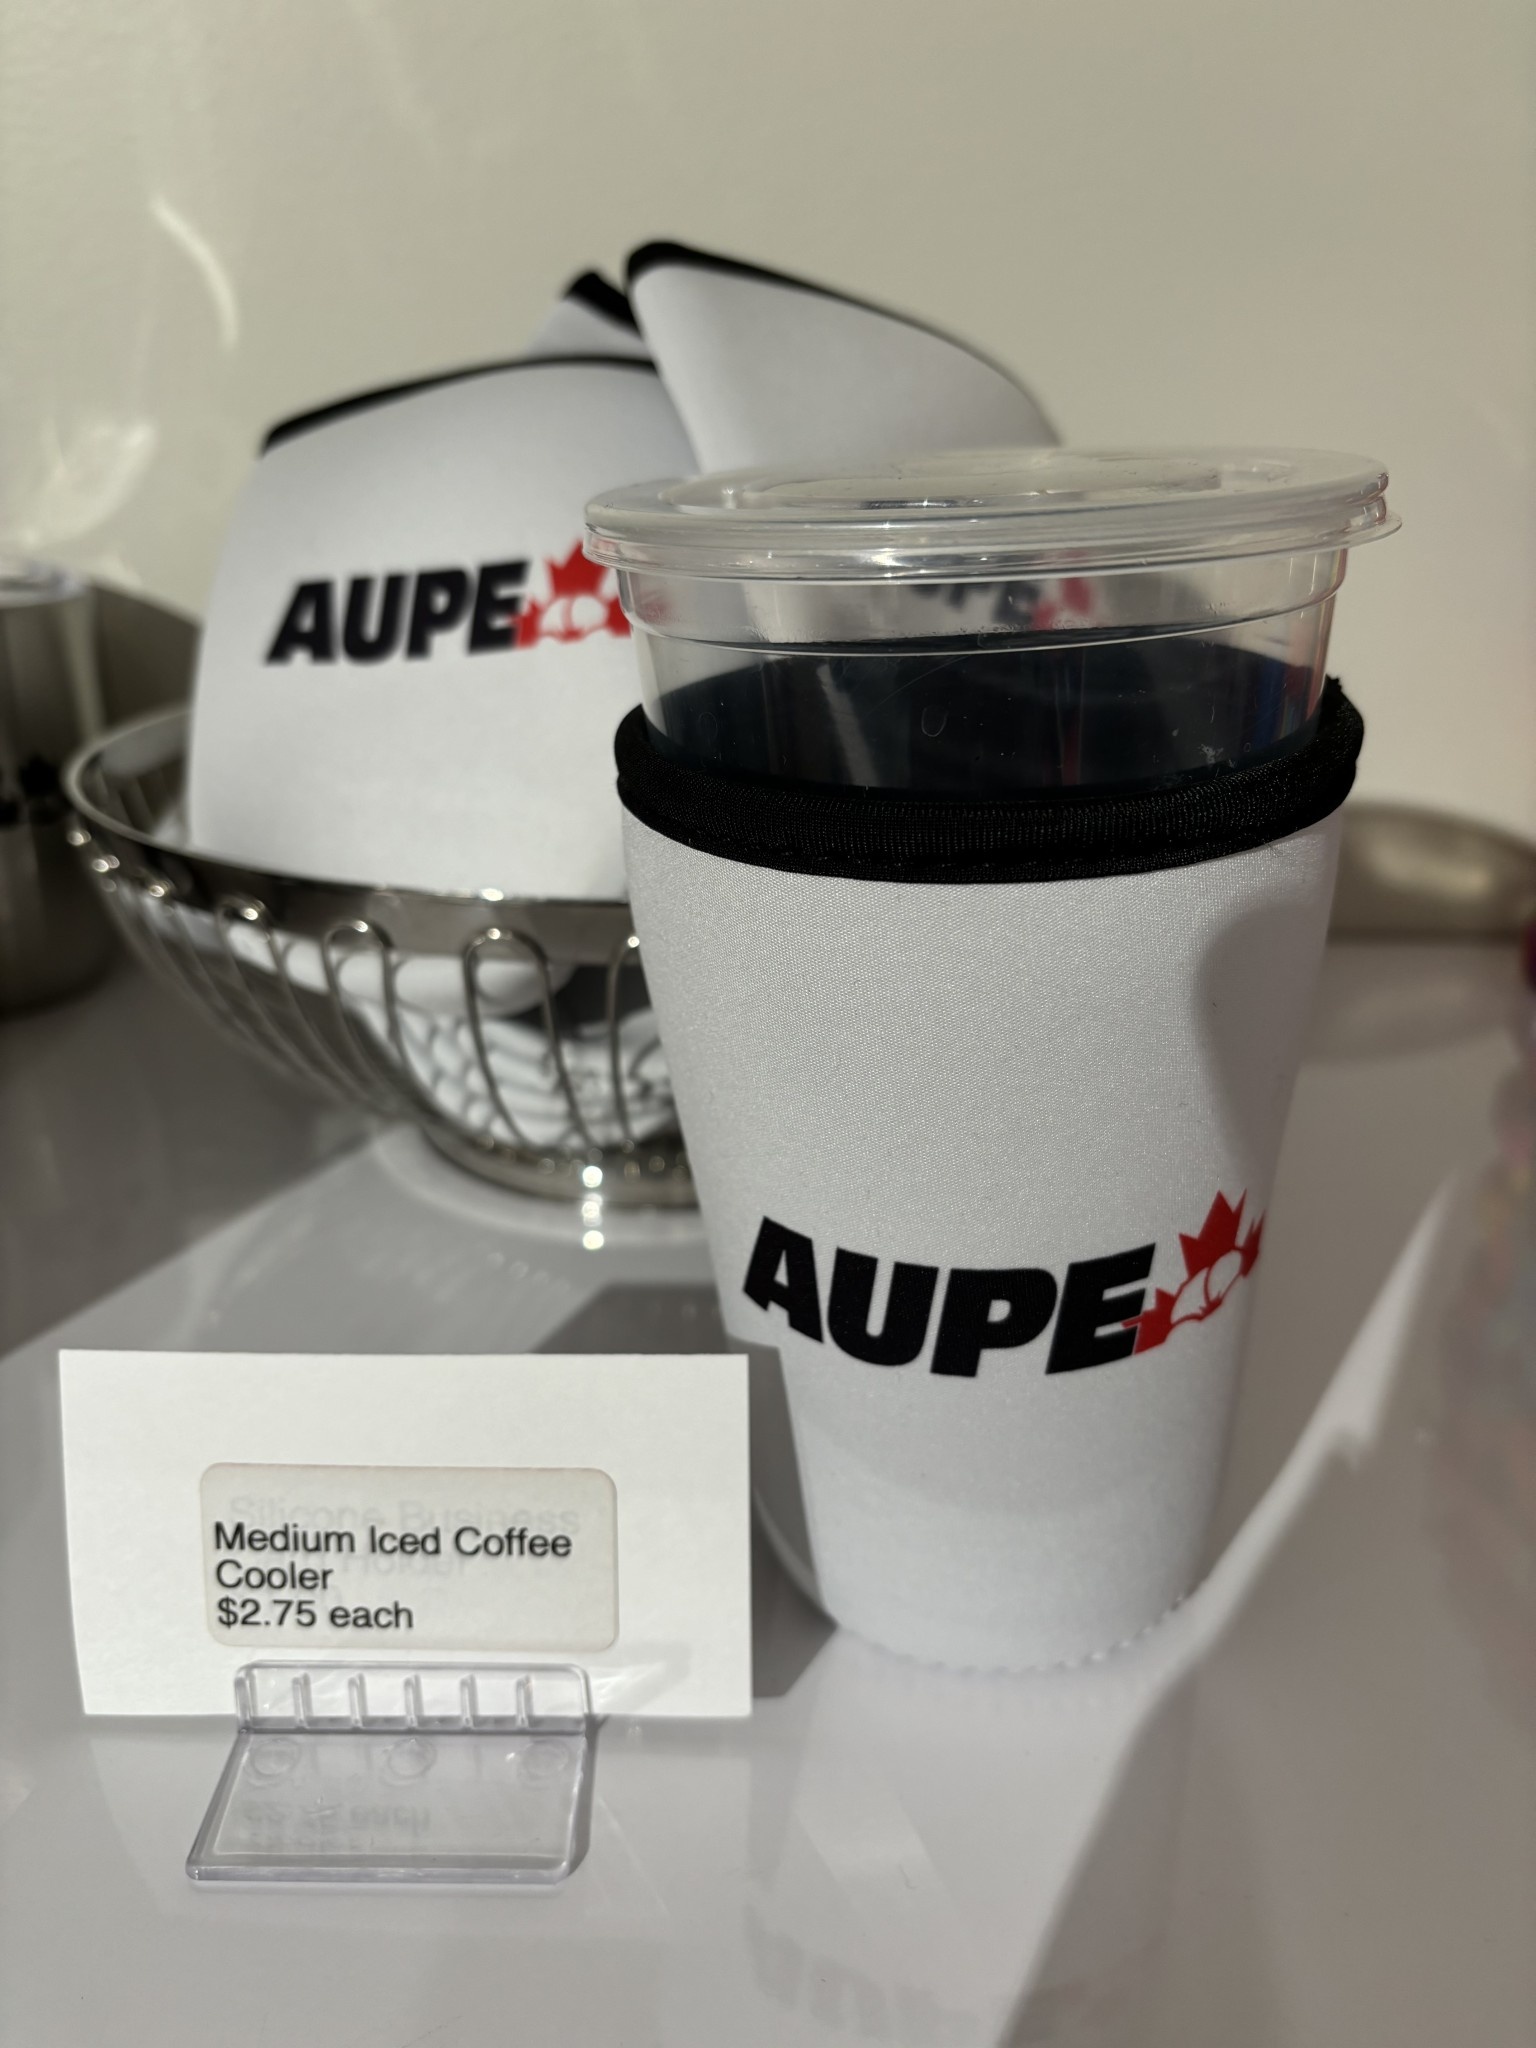 AUPE
AUPE
Medium Iced Coffee
Cooler
$2.75 each